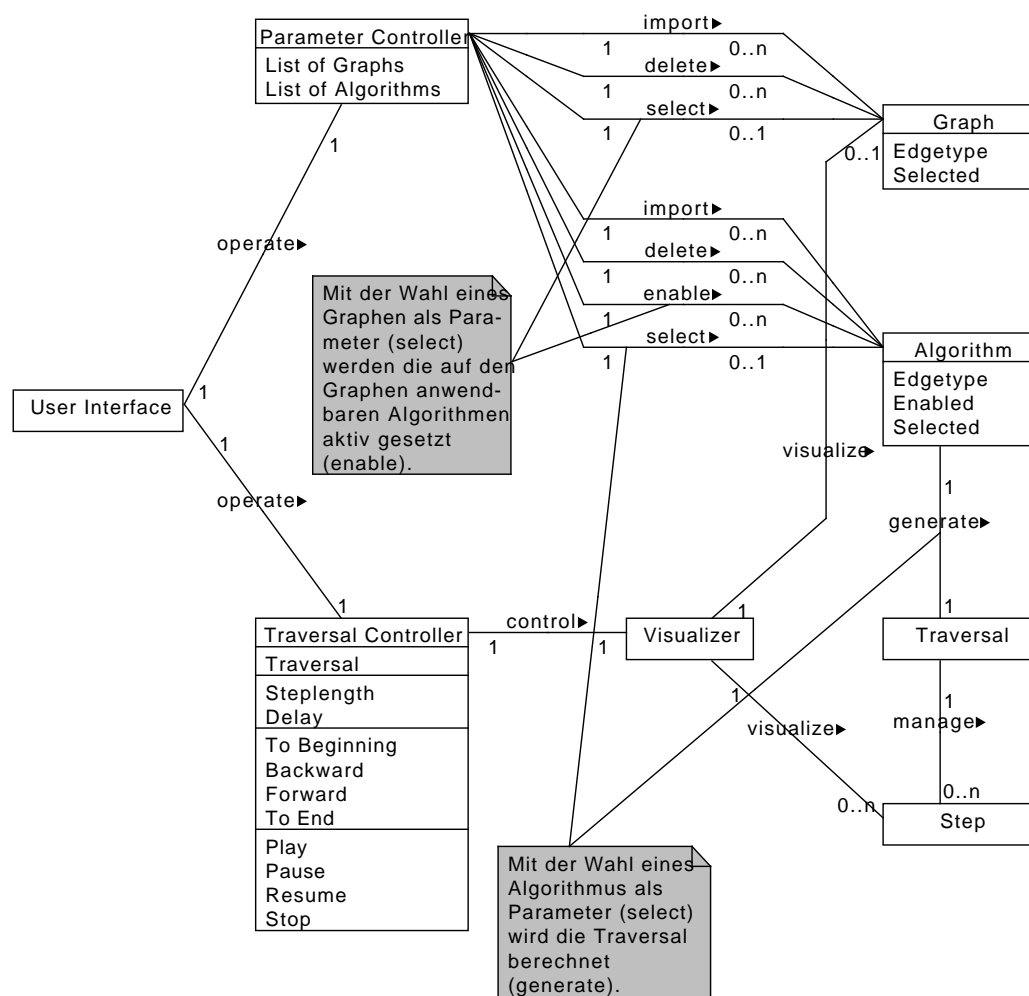 Parameter Controller
List of Graphs
List of Algorithms
import
1
0..n
delete
1
0..n
select
1
0..1
Graph
Edgetype
Selected
0..1
1
operate
import
1
0..n
delete
1
0..n
enable
1
0..n
select
1
0..1
Mit der Wahl eines
Graphen als Para-
meter (select)
werden die auf den
Graphen anwend-
baren Algorithmen
aktiv gesetzt
(enable).
Algorithm
Edgetype
Enabled
Selected
User Interface
1
1
operate
visualize
1
generate
1
Traversal Controller
Traversal
Steplength
Delay
To Beginning
Backward
Forward
To End
Play
Pause
Resume
Stop
control
1
1
Visualizer
1
1
visualize
0..n
1
Traversal
1
manage
0..n
Step
Mit der Wahl eines
Algorithmus als
Parameter (select)
wird die Traversal
berechnet
(generate).